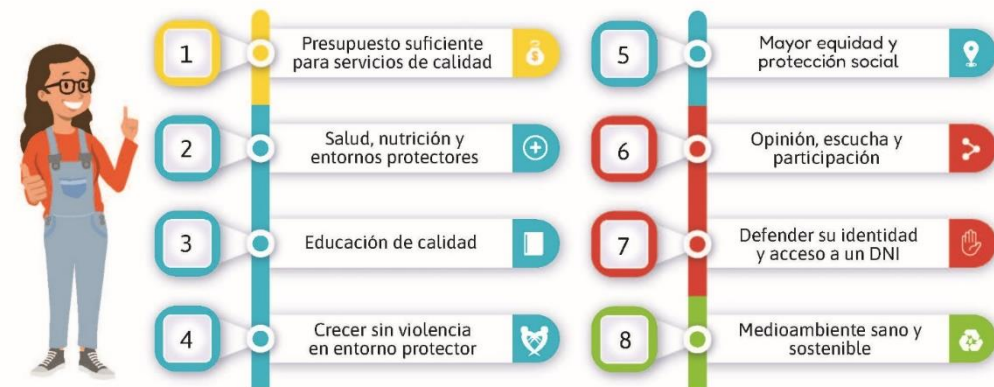 1
Presupuesto suficiente
para servicios de calidad
2
Salud, nutrición y
entornos protectores
3
Educación de calidad
4
Crecer sin violencia
en entorno protector
5
Mayor equidad y
protección social
6
Opinión, escucha y
participación
7
Defender su identidad
y acceso a un DNI
8
Medioambiente sano y
sostenible